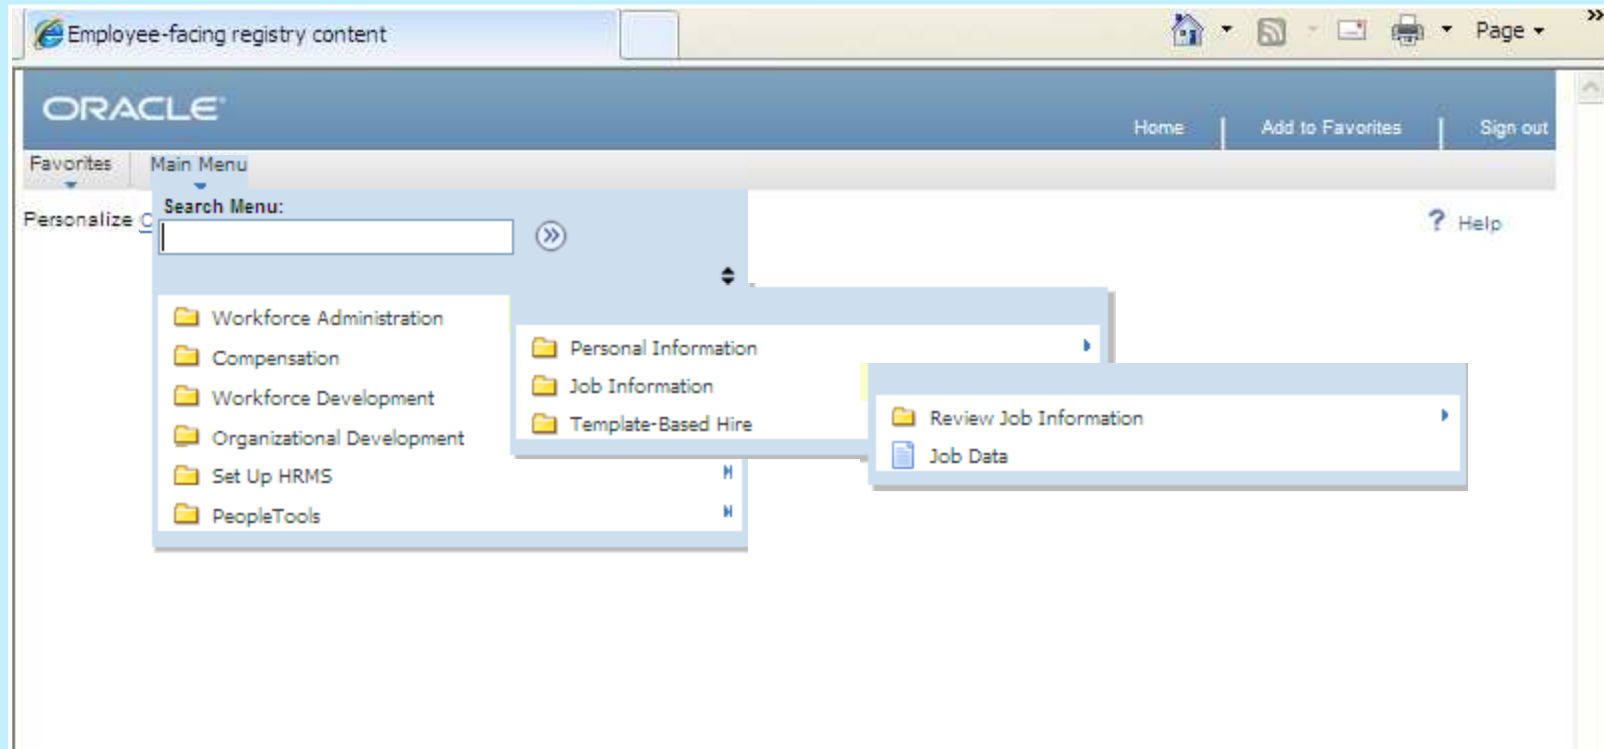 Employee-facing registry content
Page
ORACLE
Home
Add to Favorites
Sign out
Favorites
Main Menu
Personalize C
Search Menu:
Help
Workforce Administration
Compensation
Workforce Development
Organizational Development
Set Up HRMS
PeopleTools
Personal Information
Job Information
Template-Based Hire
Review Job Information
Job Data